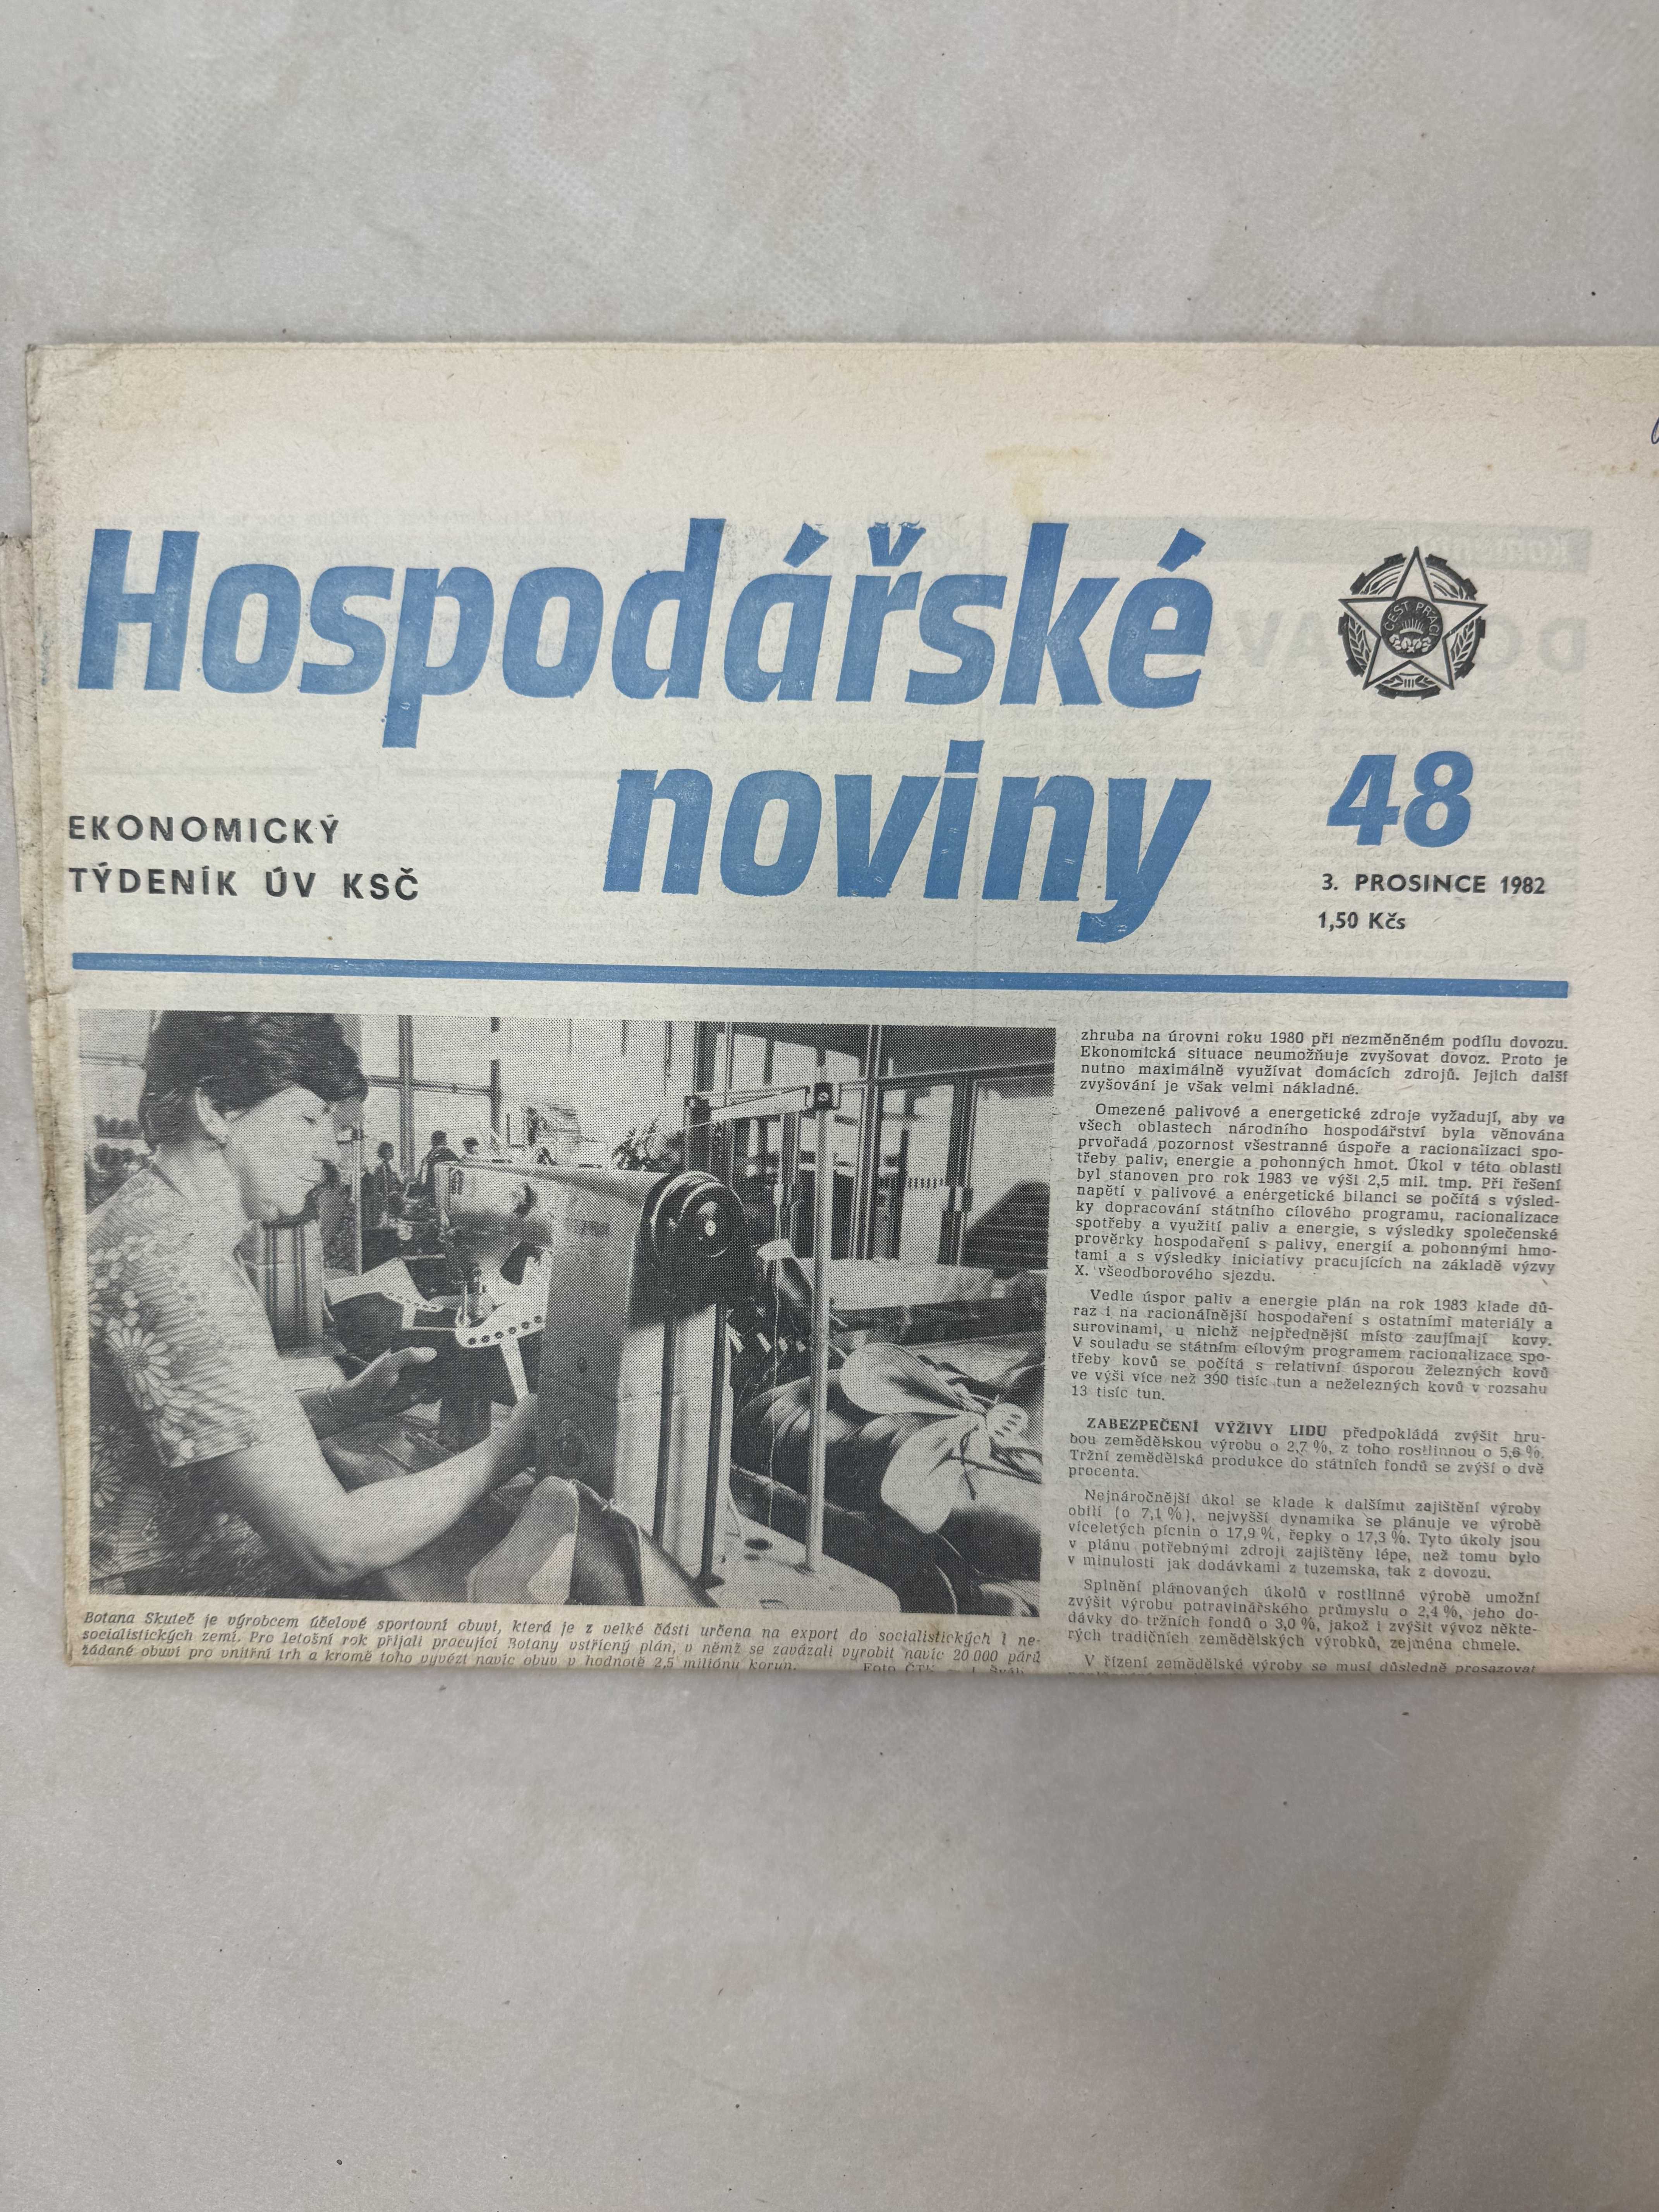 Hospodářské
noviny
EKONOMICKÝ
TÝDENÍK ÚV KSČ
ČEST PRÁCI
48
3. PROSINCE 1982
1,50 Kčs
Botana Skuteč je výrobcem účelové sportovní obuvi, která je z velké části určena na export do socialistických i ne-
socialistických zemí. Pro letošní rok přijali pracující Botany vstřícný plán, v němž se zavázali vyrobit navíc 20 000 párů
žádané obuvi pro vnitřní trh a kromě toho vyvézt navíc obuv v hodnotě 2,5 miliónu korun.
Foto ČTK
zhruba na úrovni roku 1980 při nezměněném podílu dovozu.
Ekonomická situace neumožňuje zvyšovat dovoz. Proto je
nutno maximálně využívat domácích zdrojů. Jejich další
zvyšování je však velmi nákladné.
Omezené palivové a energetické zdroje vyžadují, aby ve
všech oblastech národního hospodářství byla věnována
prvořadá pozornost všestranné úspoře a racionalizaci spo-
třeby paliv, energie a pohonných hmot. Úkol v této oblasti
byl stanoven pro rok 1983 ve výši 2,5 mil. tmp. Při řešení
napětí v palivové a energetické bilanci se počítá s výsled-
ky dopracování státního cílového programu, racionalizace
spotřeby a využití paliv a energie, s výsledky společenské
prověrky hospodaření s palivy, energií a pohonnými hmo-
tami a s výsledky iniciativy pracujících na základě výzvy
X. všeodborového sjezdu.
Vedle úspor paliv a energie plán na rok 1983 klade dů-
raz i na racionálnější hospodaření s ostatními materiály a
surovinami, u nichž nejpřednější místo zaujímají kovy.
V souladu se státním cílovým programem racionalizace spo-
třeby kovů se počítá s relativní úsporou železných kovů
ve výši více než 390 tisíc tun a neželezných kovů v rozsahu
13 tisíc tun.
ZABEZPEČENÍ VÝŽIVY LIDU předpokládá zvýšit hru-
bou zemědělskou výrobu o 2,7 %, z toho rostlinnou o 5,6 %.
Tržní zemědělská produkce do státních fondů se zvýší o dvě
procenta.
Nejnáročnější úkol se klade k dalšímu zajištění výroby
obilí (o 7,1 %), nejvyšší dynamika se plánuje ve výrobě
víceletých pícnin o 17,9 %, řepky o 17,3 %. Tyto úkoly jsou
v plánu potřebnými zdroji zajištěny lépe, než tomu bylo
v minulosti jak dodávkami z tuzemska, tak z dovozu.
Splnění plánovaných úkolů v rostlinné výrobě umožní
zvýšit výrobu potravinářského průmyslu o 2,4 %, jeho do-
dávky do tržních fondů o 3,0 %, jakož i zvýšit vývoz někte-
rých tradičních zemědělských výrobků, zejména chmele.
V řízení zemědělské výroby se musí důsledně prosazovat